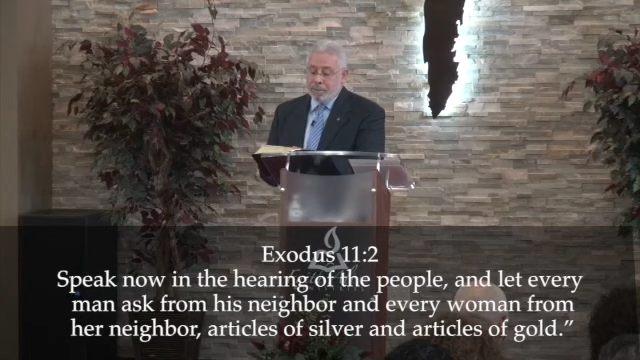 Exodus 11:2
Speak now in the hearing of the people, and let every
man ask from his neighbor and every woman from
her neighbor, articles of silver and articles of gold.”